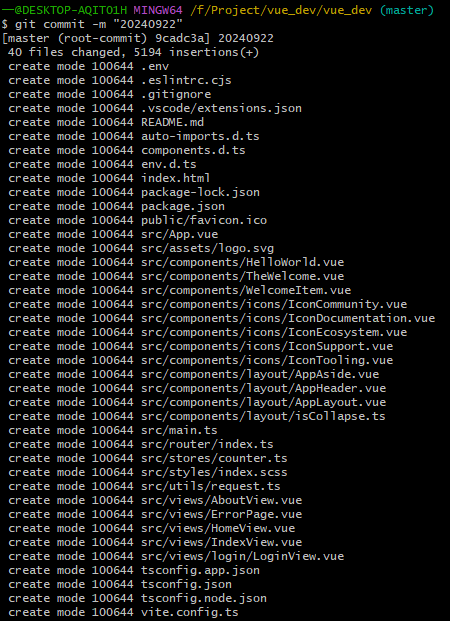 一@DESKTOP-AQITO1H MINGW64 /f/Project/vue_dev/vue_dev (master)
$ git commit -m "20240922"
[master (root-commit) 9cadc3a] 20240922
 40 files changed, 5194 insertions(+)
 create mode 100644 .env
 create mode 100644 .eslintrc.cjs
 create mode 100644 .gitignore
 create mode 100644 .vscode/extensions.json
 create mode 100644 README.md
 create mode 100644 auto-imports.d.ts
 create mode 100644 components.d.ts
 create mode 100644 env.d.ts
 create mode 100644 index.html
 create mode 100644 package-lock.json
 create mode 100644 package.json
 create mode 100644 public/favicon.ico
 create mode 100644 src/App.vue
 create mode 100644 src/assets/logo.svg
 create mode 100644 src/components/HelloWorld.vue
 create mode 100644 src/components/TheWelcome.vue
 create mode 100644 src/components/WelcomeItem.vue
 create mode 100644 src/components/icons/IconCommunity.vue
 create mode 100644 src/components/icons/IconDocumentation.vue
 create mode 100644 src/components/icons/IconEcosystem.vue
 create mode 100644 src/components/icons/IconSupport.vue
 create mode 100644 src/components/icons/IconTooling.vue
 create mode 100644 src/components/layout/AppAside.vue
 create mode 100644 src/components/layout/AppHeader.vue
 create mode 100644 src/components/layout/AppLayout.vue
 create mode 100644 src/components/layout/isCollapse.ts
 create mode 100644 src/main.ts
 create mode 100644 src/router/index.ts
 create mode 100644 src/stores/counter.ts
 create mode 100644 src/styles/index.scss
 create mode 100644 src/utils/request.ts
 create mode 100644 src/views/AboutView.vue
 create mode 100644 src/views/ErrorPage.vue
 create mode 100644 src/views/HomeView.vue
 create mode 100644 src/views/IndexView.vue
 create mode 100644 src/views/login/LoginView.vue
 create mode 100644 tsconfig.app.json
 create mode 100644 tsconfig.json
 create mode 100644 tsconfig.node.json
 create mode 100644 vite.config.ts